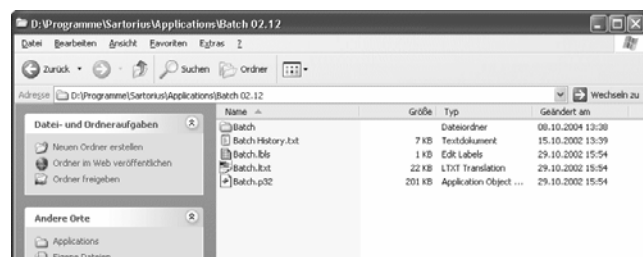 D:\Programme\Sartorius\Applications\Batch 02.12
Datei Bearbeiten Ansicht Favoriten Extras ?
Zurück Suchen Ordner
Adresse D:\Programme\Sartorius\Applications\Batch 02.12 Wechseln zu
Datei- und Ordneraufgaben
Neuen Ordner erstellen
Ordner im Web veröffentlichen
Ordner freigeben
Andere Orte
Applications
Eigene Dateien
Name Größe Typ Geändert am
Batch Dateiordner 08.10.2004 13:38
Batch History.txt 7 KB Textdokument 15.10.2002 13:39
Batch.lbls 1 KB Edit Labels 29.10.2002 15:54
Batch.ltxt 22 KB LTXT Translation 29.10.2002 15:54
Batch.p32 201 KB Application Object ... 29.10.2002 15:54